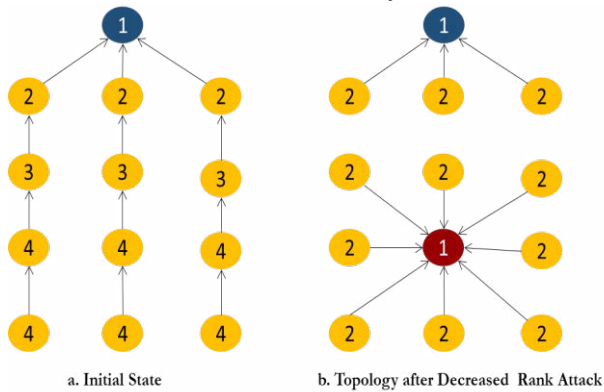 1 1
2 2 2 2 2 2
3 3 3 2 2 2
4 4 4 2 1 2
4 4 4 2 2 2
a. Initial State b. Topology after Decreased Rank Attack